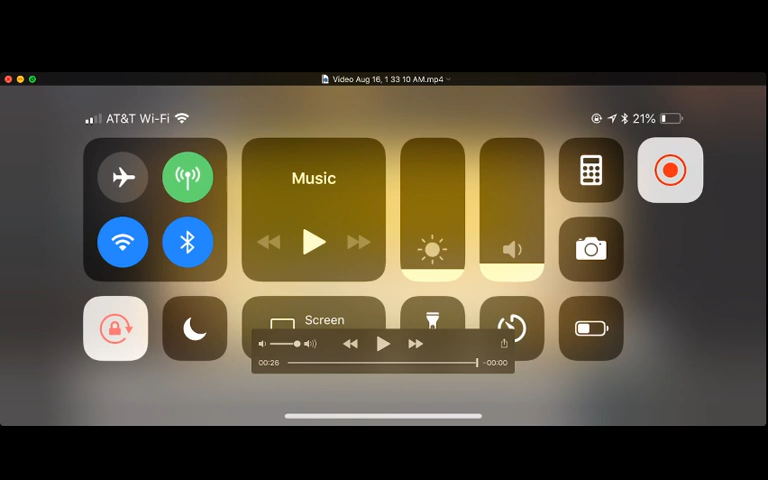 Video Aug 16, 1 33 10 AM.mp4
AT&T Wi-Fi
21%
Music
Screen
00:26
-00:00